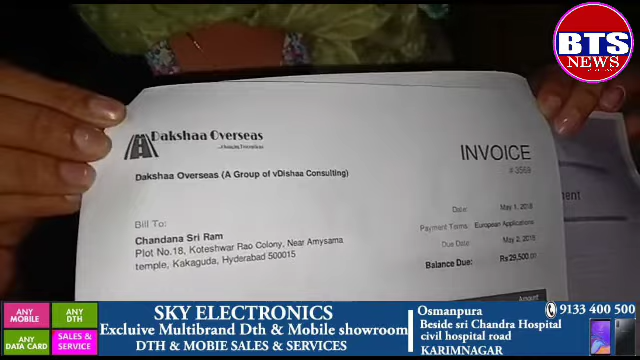 BTS
NEWS
Dakshaa Overseas
Dakshaa Overseas (A Group of vDishaa Consulting)
INVOICE
# 3569
Bill To:
Chandana Sri Ram
Plot No.18, Koteshwar Rao Colony, Near Amysama
temple, Kakaguda, Hyderabad 500015
Date: May 1, 2018
Payment Terms: European Applications
Due Date: May 2, 2018
Balance Due: Rs29,500.00
Amount
ANY
MOBILE
ANY
DTH
ANY
DATA CARD
SALES &
SERVICE
SKY ELECTRONICS
Excluive Multibrand Dth & Mobile showroom
DTH & MOBIE SALES & SERVICES
Osmanpura
Beside sri Chandra Hospital
civil hospital road
KARIMNAGAR
9133 400 500